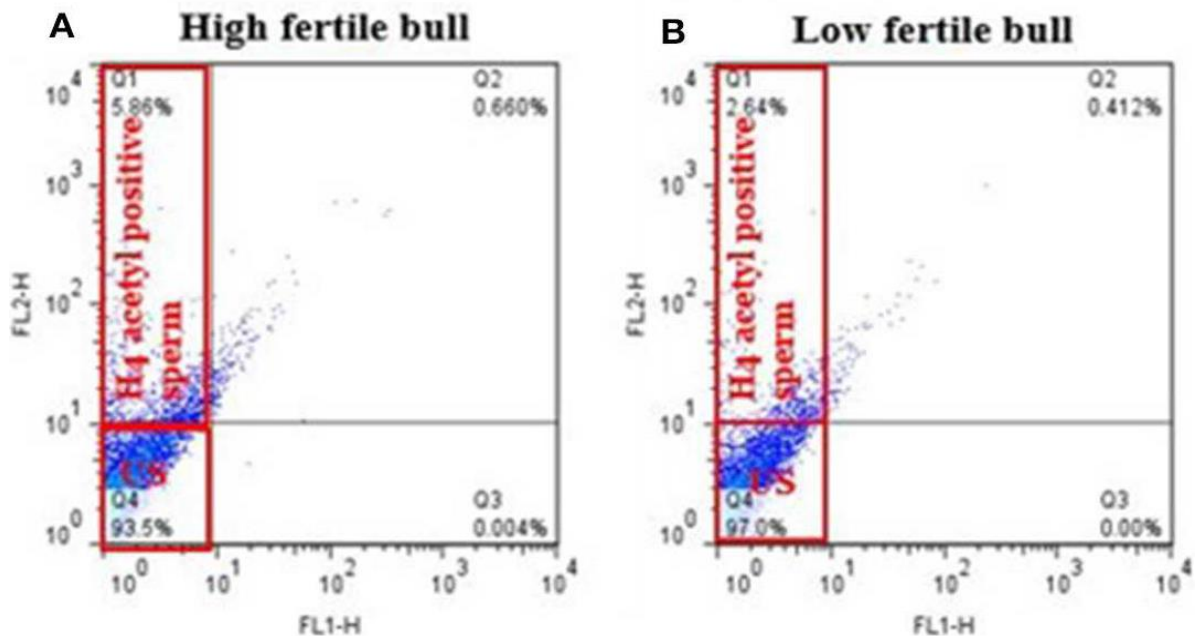 A High fertile bull
Q1
5.86%
Q2
0.660%
H4 acetyl positive
sperm
US
Q4
93.5%
Q3
0.004%
10^4
10^3
10^2
10^1
10^0
FL2-H
10^0 10^1 10^2 10^3 10^4
FL1-H
B Low fertile bull
Q1
2.64%
Q2
0.412%
H4 acetyl positive
sperm
US
Q4
97.0%
Q3
0.00%
10^4
10^3
10^2
10^1
10^0
FL2-H
10^0 10^1 10^2 10^3 10^4
FL1-H